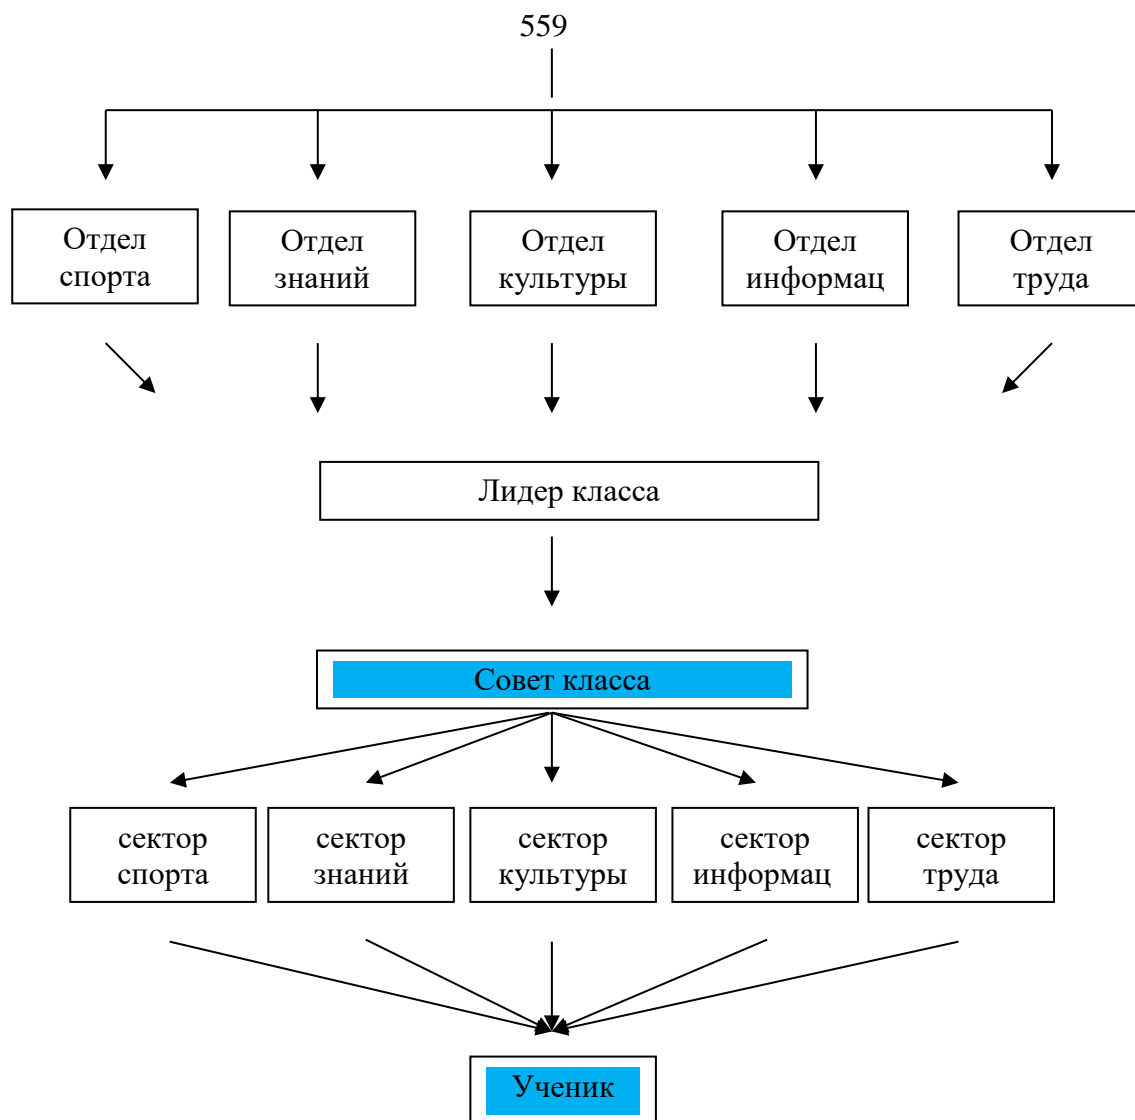 559
Отдел
спорта
Отдел
знаний
Отдел
культуры
Отдел
информац
Отдел
труда
Лидер класса
Совет класса
сектор
спорта
сектор
знаний
сектор
культуры
сектор
информац
сектор
труда
Ученик